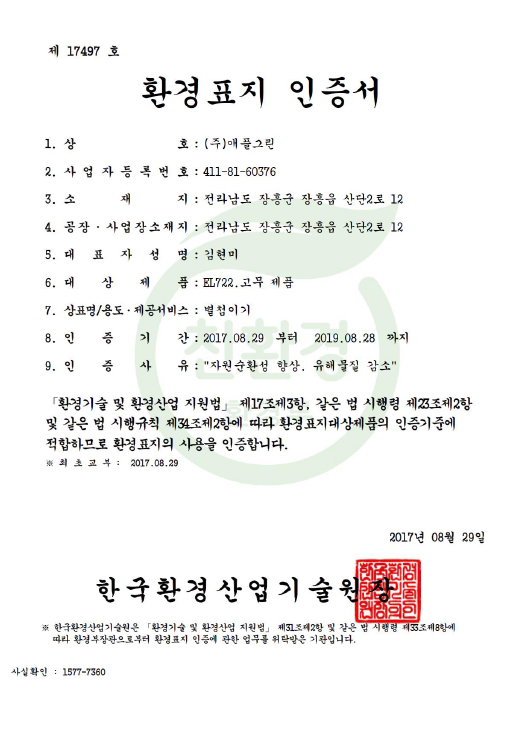 제 17497 호
환경표지 인증서
1. 상 호 : (주)애플그린
2. 사 업 자 등 록 번 호 : 411-81-60376
3. 소 재 지 : 전라남도 장흥군 장흥읍 산단2로 12
4. 공장 · 사업장소재지 : 전라남도 장흥군 장흥읍 산단2로 12
5. 대 표 자 성 명 : 김현미
6. 대 상 제 품 : EL722.고무 제품
7. 상표명/용도 · 제공서비스 : 별첨이기
8. 인 증 기 간 : 2017.08.29 부터 2019.08.28 까지
9. 인 증 사 유 : "자원순환성 향상, 유해물질 감소"
친환경
「환경기술 및 환경산업 지원법」 제17조제3항, 같은 법 시행령 제23조제2항
및 같은 법 시행규칙 제34조제2항에 따라 환경표지대상제품의 인증기준에
적합하므로 환경표지의 사용을 인증합니다.
※ 최 초 교 부 : 2017.08.29
2017년 08월 29일
한국환경산업기술원장
※ 한국환경산업기술원은 「환경기술 및 환경산업 지원법」 제31조제2항 및 같은 법 시행령 제33조제8항에
따라 환경부장관으로부터 환경표지 인증에 관한 업무를 위탁받은 기관입니다.
사실확인 : 1577-7360